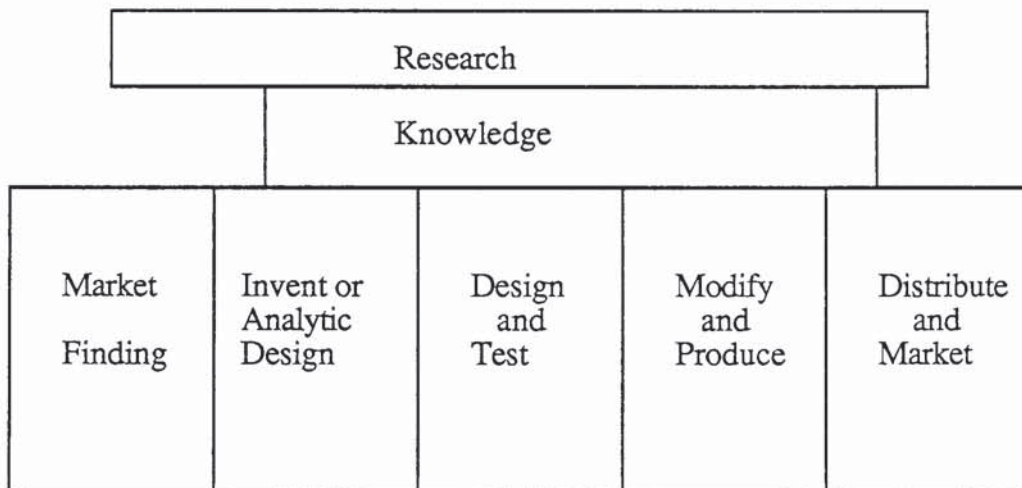 Research
Knowledge
Market
Finding
Invent or
Analytic
Design
Design
and
Test
Modify
and
Produce
Distribute
and
Market